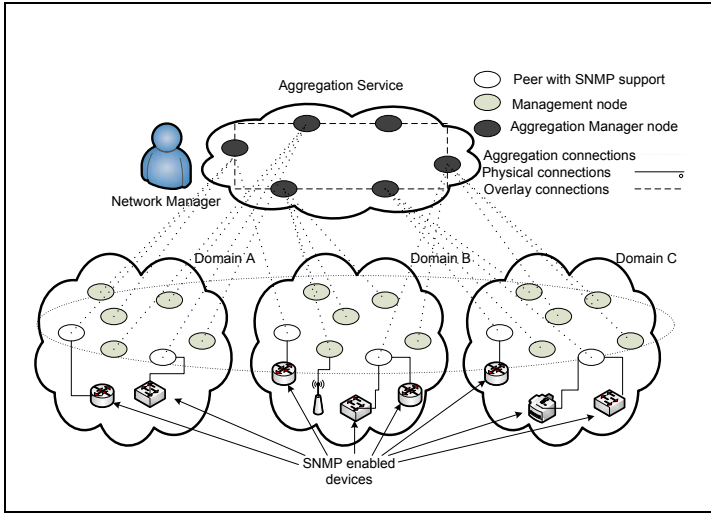 Aggregation Service
Peer with SNMP support
Management node
Aggregation Manager node
Aggregation connections
Physical connections
Overlay connections
Network Manager
Domain A
Domain B
Domain C
SNMP enabled
devices